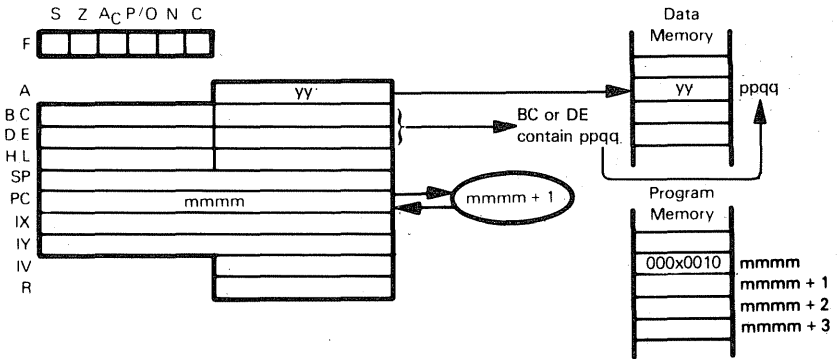 S Z AC P/O N C
F
A yy
B C
D E
H L
SP
PC mmmm
IX
IY
IV
R
BC or DE
contain ppqq
mmmm + 1
Data
Memory
yy ppqq
Program
Memory
000x0010 mmmm
mmmm + 1
mmmm + 2
mmmm + 3